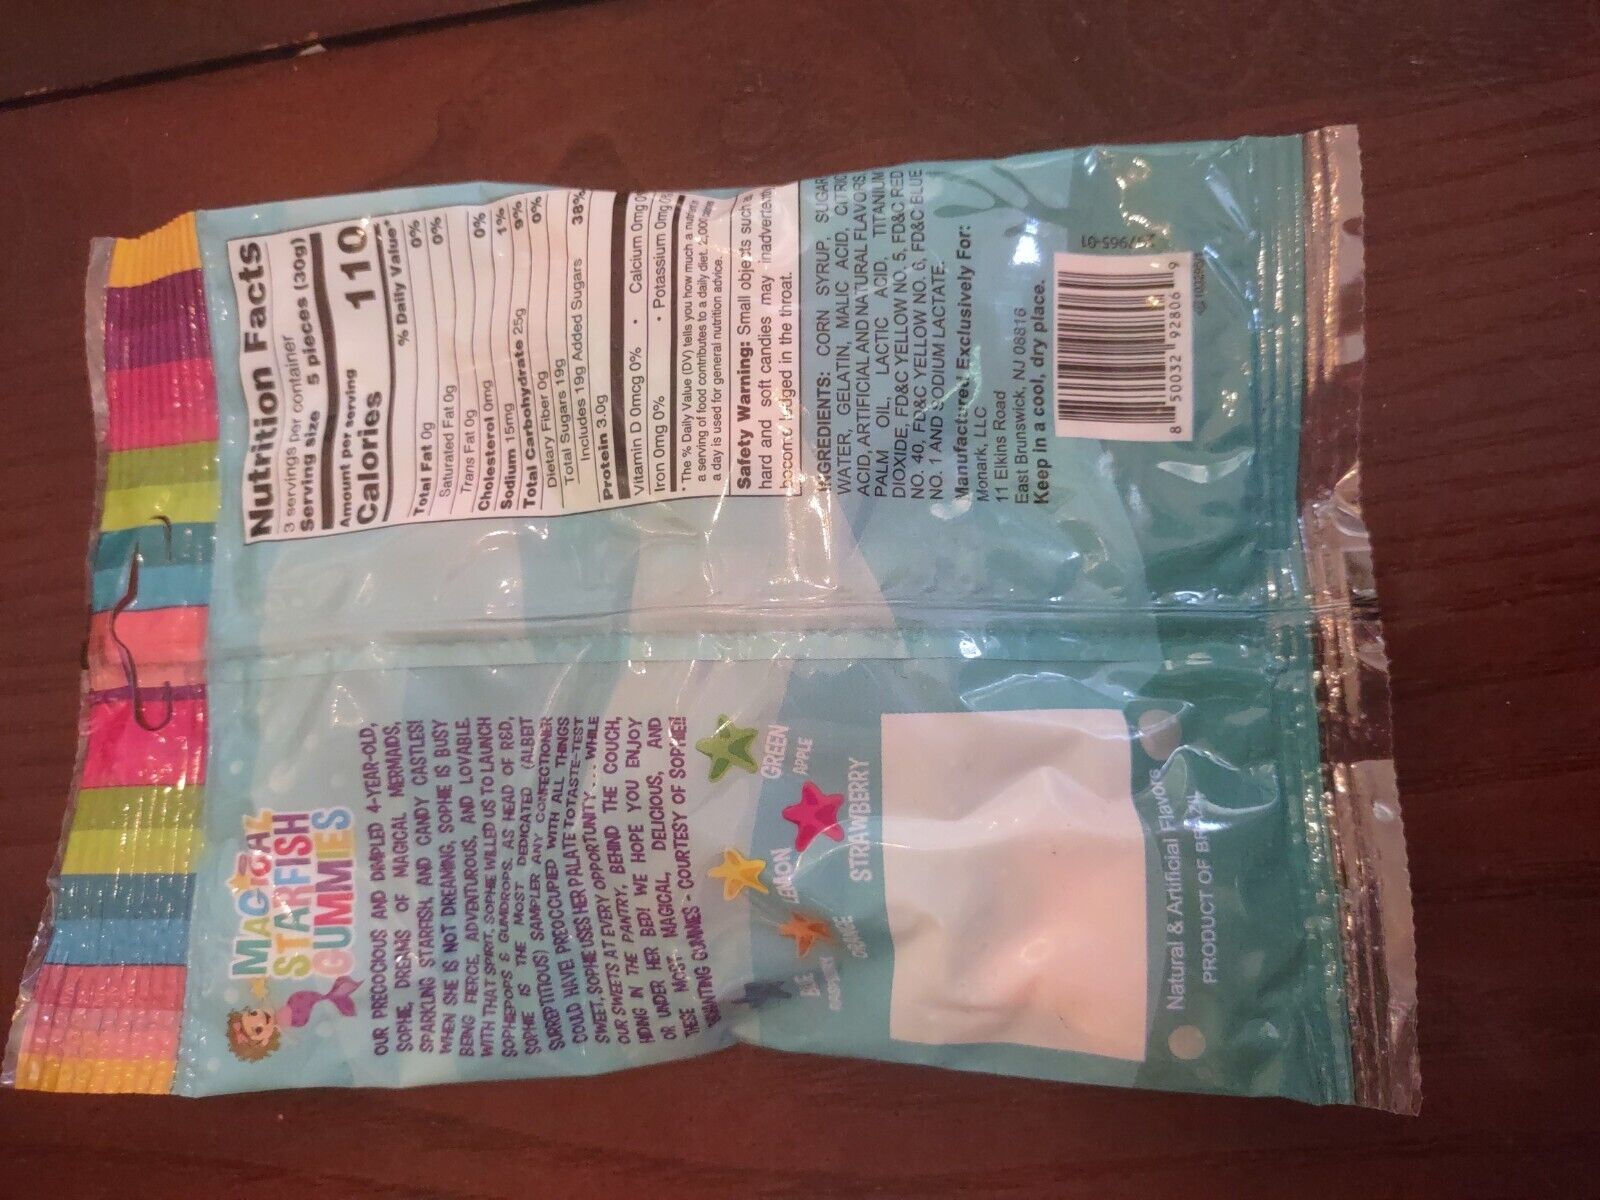 MAGICAL
STARFISH
GUMMIES
OUR PRECOCIOUS AND DIMPLED 4-YEAR-OLD,
SOPHIE, DREAMS OF MAGICAL MERMAIDS,
SPARKLING STARFISH, AND CANDY CASTLES!
WHEN SHE IS NOT DREAMING, SOPHIE IS BUSY
BEING FIERCE, ADVENTUROUS, AND LOVABLE.
WITH THAT SPIRIT, SOPHIE WILLED US TO LAUNCH
SOPHIEPOPS & GUMDROPS. AS HEAD OF R&D,
SOPHIE IS THE MOST DEDICATED (ALBEIT
SURREPTITIOUS) SAMPLER ANY CONFECTIONER
COULD HAVE! PREOCCUPIED WITH ALL THINGS
SWEET, SOPHIE USES HER PALATE TO TASTE-TEST
OUR SWEETS AT EVERY OPPORTUNITY... WHILE
HIDING IN THE PANTRY, BEHIND THE COUCH,
OR UNDER HER BED! WE HOPE YOU ENJOY
THESE MOST MAGICAL, DELICIOUS, AND
GUMMIES - COURTESY OF SOPHIE!!
BLUE
RASPBERRY
ORANGE
LEMON
STRAWBERRY
GREEN
APPLE
Natural & Artificial Flavors
PRODUCT OF BRAZIL
Nutrition Facts
3 servings per container
Serving size 5 pieces (30g)
Amount per serving
Calories 110
% Daily Value*
Total Fat 0g 0%
Saturated Fat 0g 0%
Trans Fat 0g
Cholesterol 0mg 0%
Sodium 15mg 1%
Total Carbohydrate 25g 9%
Dietary Fiber 0g 0%
Total Sugars 19g
Includes 19g Added Sugars 38%
Protein 3.0g
Vitamin D 0mcg 0% • Calcium 0mg 0
Iron 0mg 0% • Potassium 0mg
*The % Daily Value (DV) tells you how much a nutrient
a serving of food contributes to a daily diet. 2,000 calories
a day is used for general nutrition advice.
Safety Warning: Small objects such a
hard and soft candies may inadvertently
become lodged in the throat.
INGREDIENTS: CORN SYRUP, SUGAR
WATER, GELATIN, MALIC ACID, CITRIC
ACID, ARTIFICIAL AND NATURAL FLAVORS,
PALM OIL, LACTIC ACID, TITANIUM
DIOXIDE, FD&C YELLOW NO. 5, FD&C RED
NO. 40, FD&C YELLOW NO. 6, FD&C BLUE
NO. 1 AND SODIUM LACTATE.
Manufactured Exclusively For:
Monark, LLC
11 Elkins Road
East Brunswick, NJ 08816
Keep in a cool, dry place.
8 50032 92806 9